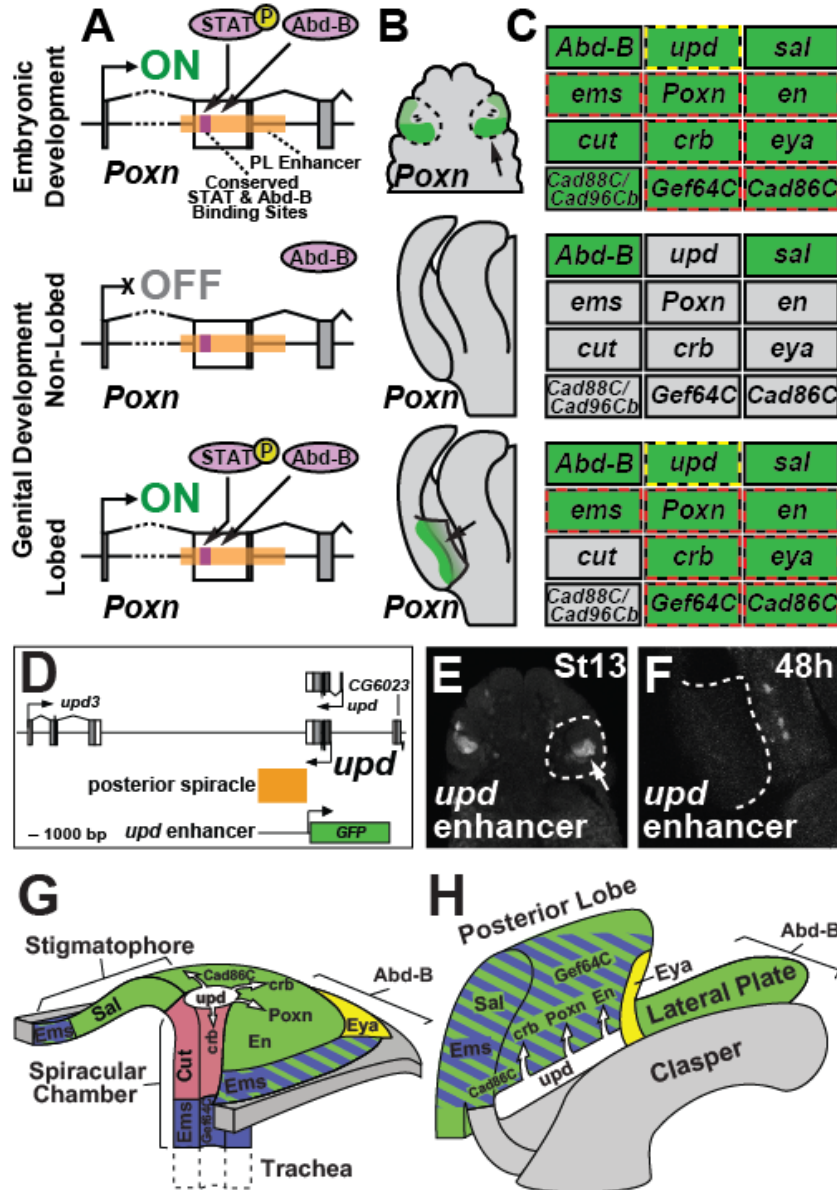 A
B
C
Embryonic Development
STAT P Abd-B
ON
Poxn
PL Enhancer
Conserved
STAT & Abd-B
Binding Sites
Poxn
Abd-B upd sal
ems Poxn en
cut crb eya
Cad88C/ Cad96Cb Gef64C Cad86C
Genital Development
Non-Lobed
Abd-B
X OFF
Poxn
Poxn
Abd-B upd sal
ems Poxn en
cut crb eya
Cad88C/ Cad96Cb Gef64C Cad86C
Lobed
STAT P Abd-B
ON
Poxn
Poxn
Abd-B upd sal
ems Poxn en
cut crb eya
Cad88C/ Cad96Cb Gef64C Cad86C
D
upd3
CG6023
upd
upd
posterior spiracle
– 1000 bp upd enhancer GFP
E St13
upd
enhancer
F 48h
upd
enhancer
G
Stigmatophore
Cad86C
Abd-B
Sal
upd
crb
Poxn
Ems
Eya
En
crb
Cut
Spiracular
Chamber
Ems
Ems
Gef64C
Trachea
H
Posterior Lobe
Abd-B
Gef64C
Eya
Sal
Lateral Plate
crb Poxn En
Ems
Cad86C
upd
Clasper